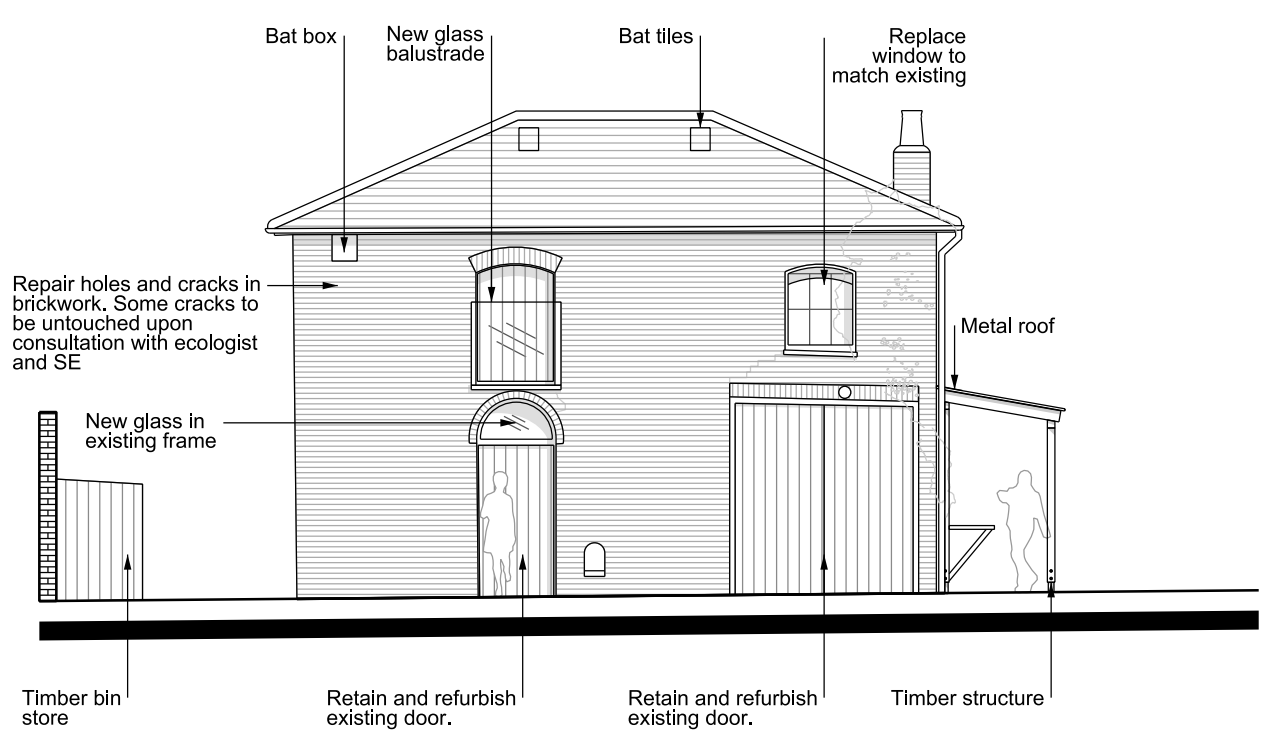 Bat box
New glass
balustrade
Bat tiles
Replace
window to
match existing
Repair holes and cracks in
brickwork. Some cracks to
be untouched upon
consultation with ecologist
and SE
Metal roof
New glass in
existing frame
Timber bin
store
Retain and refurbish
existing door.
Retain and refurbish
existing door.
Timber structure